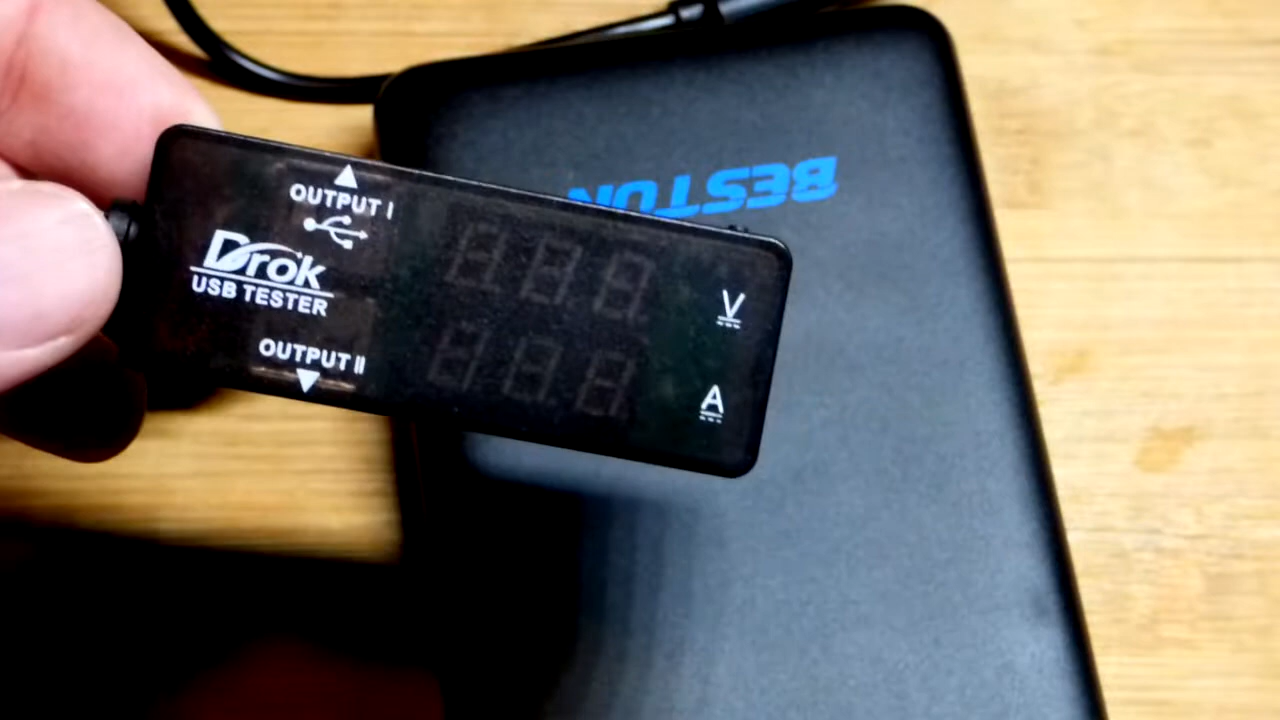 OUTPUT I
Drok
USB TESTER
OUTPUT II
V
A
BESTON